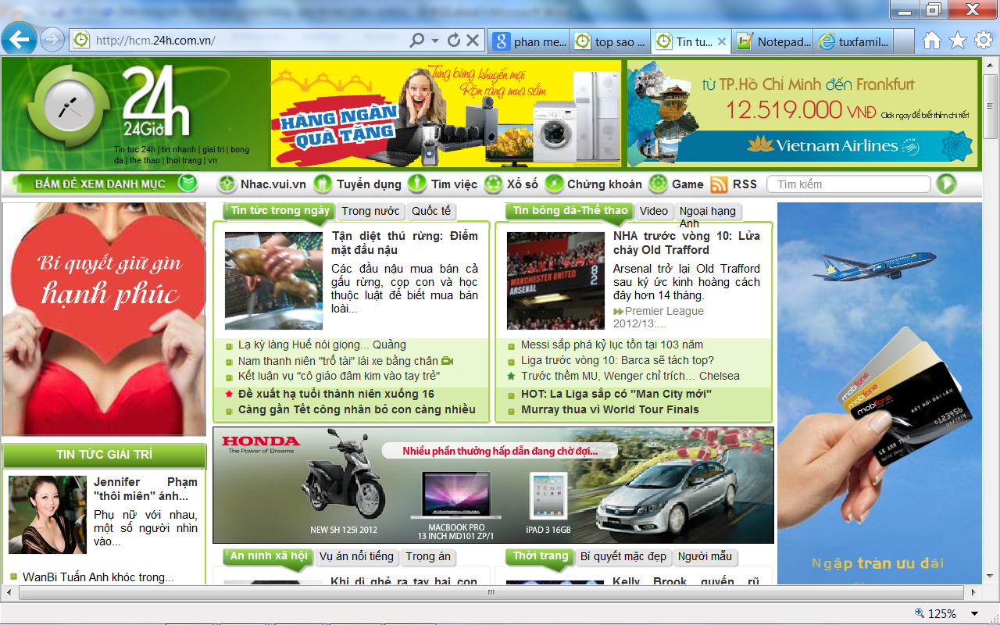 http://hcm.24h.com.vn/
phan me...
top sao ...
Tin tu...
Notepad...
tuxfamil...
24h
24Giờ
Tin tuc 24h | tin nhanh | giai tri | bong
da | the thao | thoi trang | vn
Tưng bừng khuyến mại
Rộn ràng mua sắm
HÀNG NGÀN
QUÀ TẶNG
từ TP.Hồ Chí Minh đến Frankfurt
12.519.000 VNĐ Click ngay để biết thêm chi tiết!
Vietnam Airlines
BẤM ĐỂ XEM DANH MỤC
Nhac.vui.vn
Tuyển dụng
Tìm việc
Xổ số
Chứng khoán
Game
RSS
Tìm kiếm
Bí quyết giữ gìn
hạnh phúc
TIN TỨC GIẢI TRÍ
Jennifer Phạm
"thôi miên" ánh...
Phụ nữ với nhau,
một số người nhìn
vào...
WanBi Tuấn Anh khóc trong...
Tin tức trong ngày
Trong nước
Quốc tế
Tận diệt thú rừng: Điểm
mặt đầu nậu
Các đầu nậu mua bán cả
gấu rừng, cọp con và học
thuộc luật để biết mua bán
loài...
Lạ kỳ làng Huế nói giọng... Quảng
Nam thanh niên "trổ tài" lái xe bằng chân
Kết luận vụ "cô giáo đâm kim vào tay trẻ"
Đề xuất hạ tuổi thành niên xuống 16
Càng gần Tết công nhân bỏ con càng nhiều
Tin bóng đá-Thể thao
Video
Ngoại hạng
Anh
MANCHESTER UNITED 8
ARSENAL 2
NHA trước vòng 10: Lửa
cháy Old Trafford
Arsenal trở lại Old Trafford
sau ký ức kinh hoàng cách
đây hơn 14 tháng.
Premier League
2012/13:...
Messi sắp phá kỷ lục tồn tại 103 năm
Liga trước vòng 10: Barca sẽ tách top?
Trước thềm MU, Wenger chỉ trích... Chelsea
HOT: La Liga sắp có "Man City mới"
Murray thua vì World Tour Finals
HONDA
The Power of Dreams
Nhiều phần thưởng hấp dẫn đang chờ đợi...
NEW SH 125i 2012
MACBOOK PRO
13 INCH MD101 ZP/1
iPAD 3 16GB
An ninh xã hội
Vụ án nổi tiếng
Trọng án
Khi dì ghẻ ra tay hại con
Thời trang
Bí quyết mặc đẹp
Người mẫu
Kelly Brook quyến rũ
mobifone
mobifone
mobifone
KẾT NỐI DÀI LÂU
0123456
LE ANH TUAN
Ngập tràn ưu đãi
125%